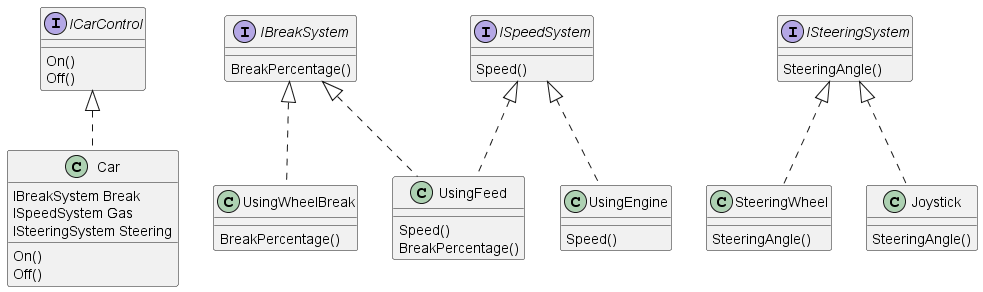 I ICarControl
On()
Off()
I IBreakSystem
BreakPercentage()
I ISpeedSystem
Speed()
I ISteeringSystem
SteeringAngle()
C Car
IBreakSystem Break
ISpeedSystem Gas
ISteeringSystem Steering
On()
Off()
C UsingWheelBreak
BreakPercentage()
C UsingFeed
Speed()
BreakPercentage()
C UsingEngine
Speed()
C SteeringWheel
SteeringAngle()
C Joystick
SteeringAngle()